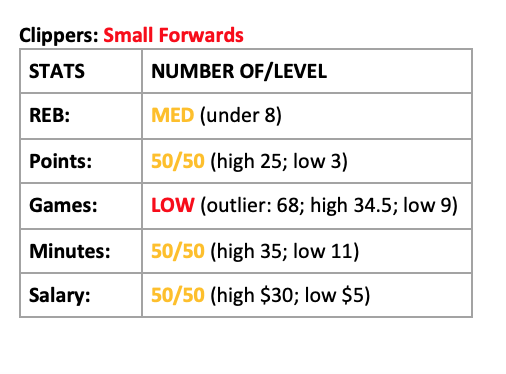 Clippers: Small Forwards
STATS NUMBER OF/LEVEL
REB: MED (under 8)
Points: 50/50 (high 25; low 3)
Games: LOW (outlier: 68; high 34.5; low 9)
Minutes: 50/50 (high 35; low 11)
Salary: 50/50 (high $30; low $5)